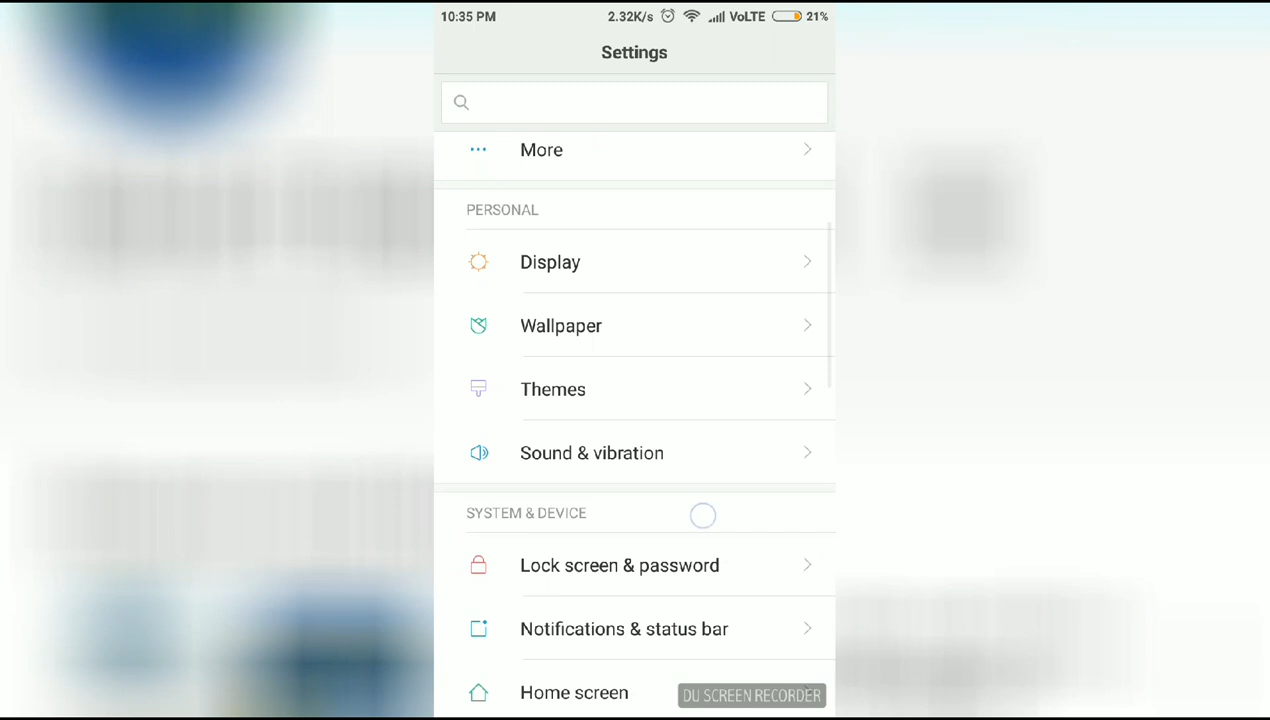 10:35 PM 2.32K/s VoLTE 21%
Settings
More
PERSONAL
Display
Wallpaper
Themes
Sound & vibration
SYSTEM & DEVICE
Lock screen & password
Notifications & status bar
Home screen
DU SCREEN RECORDER